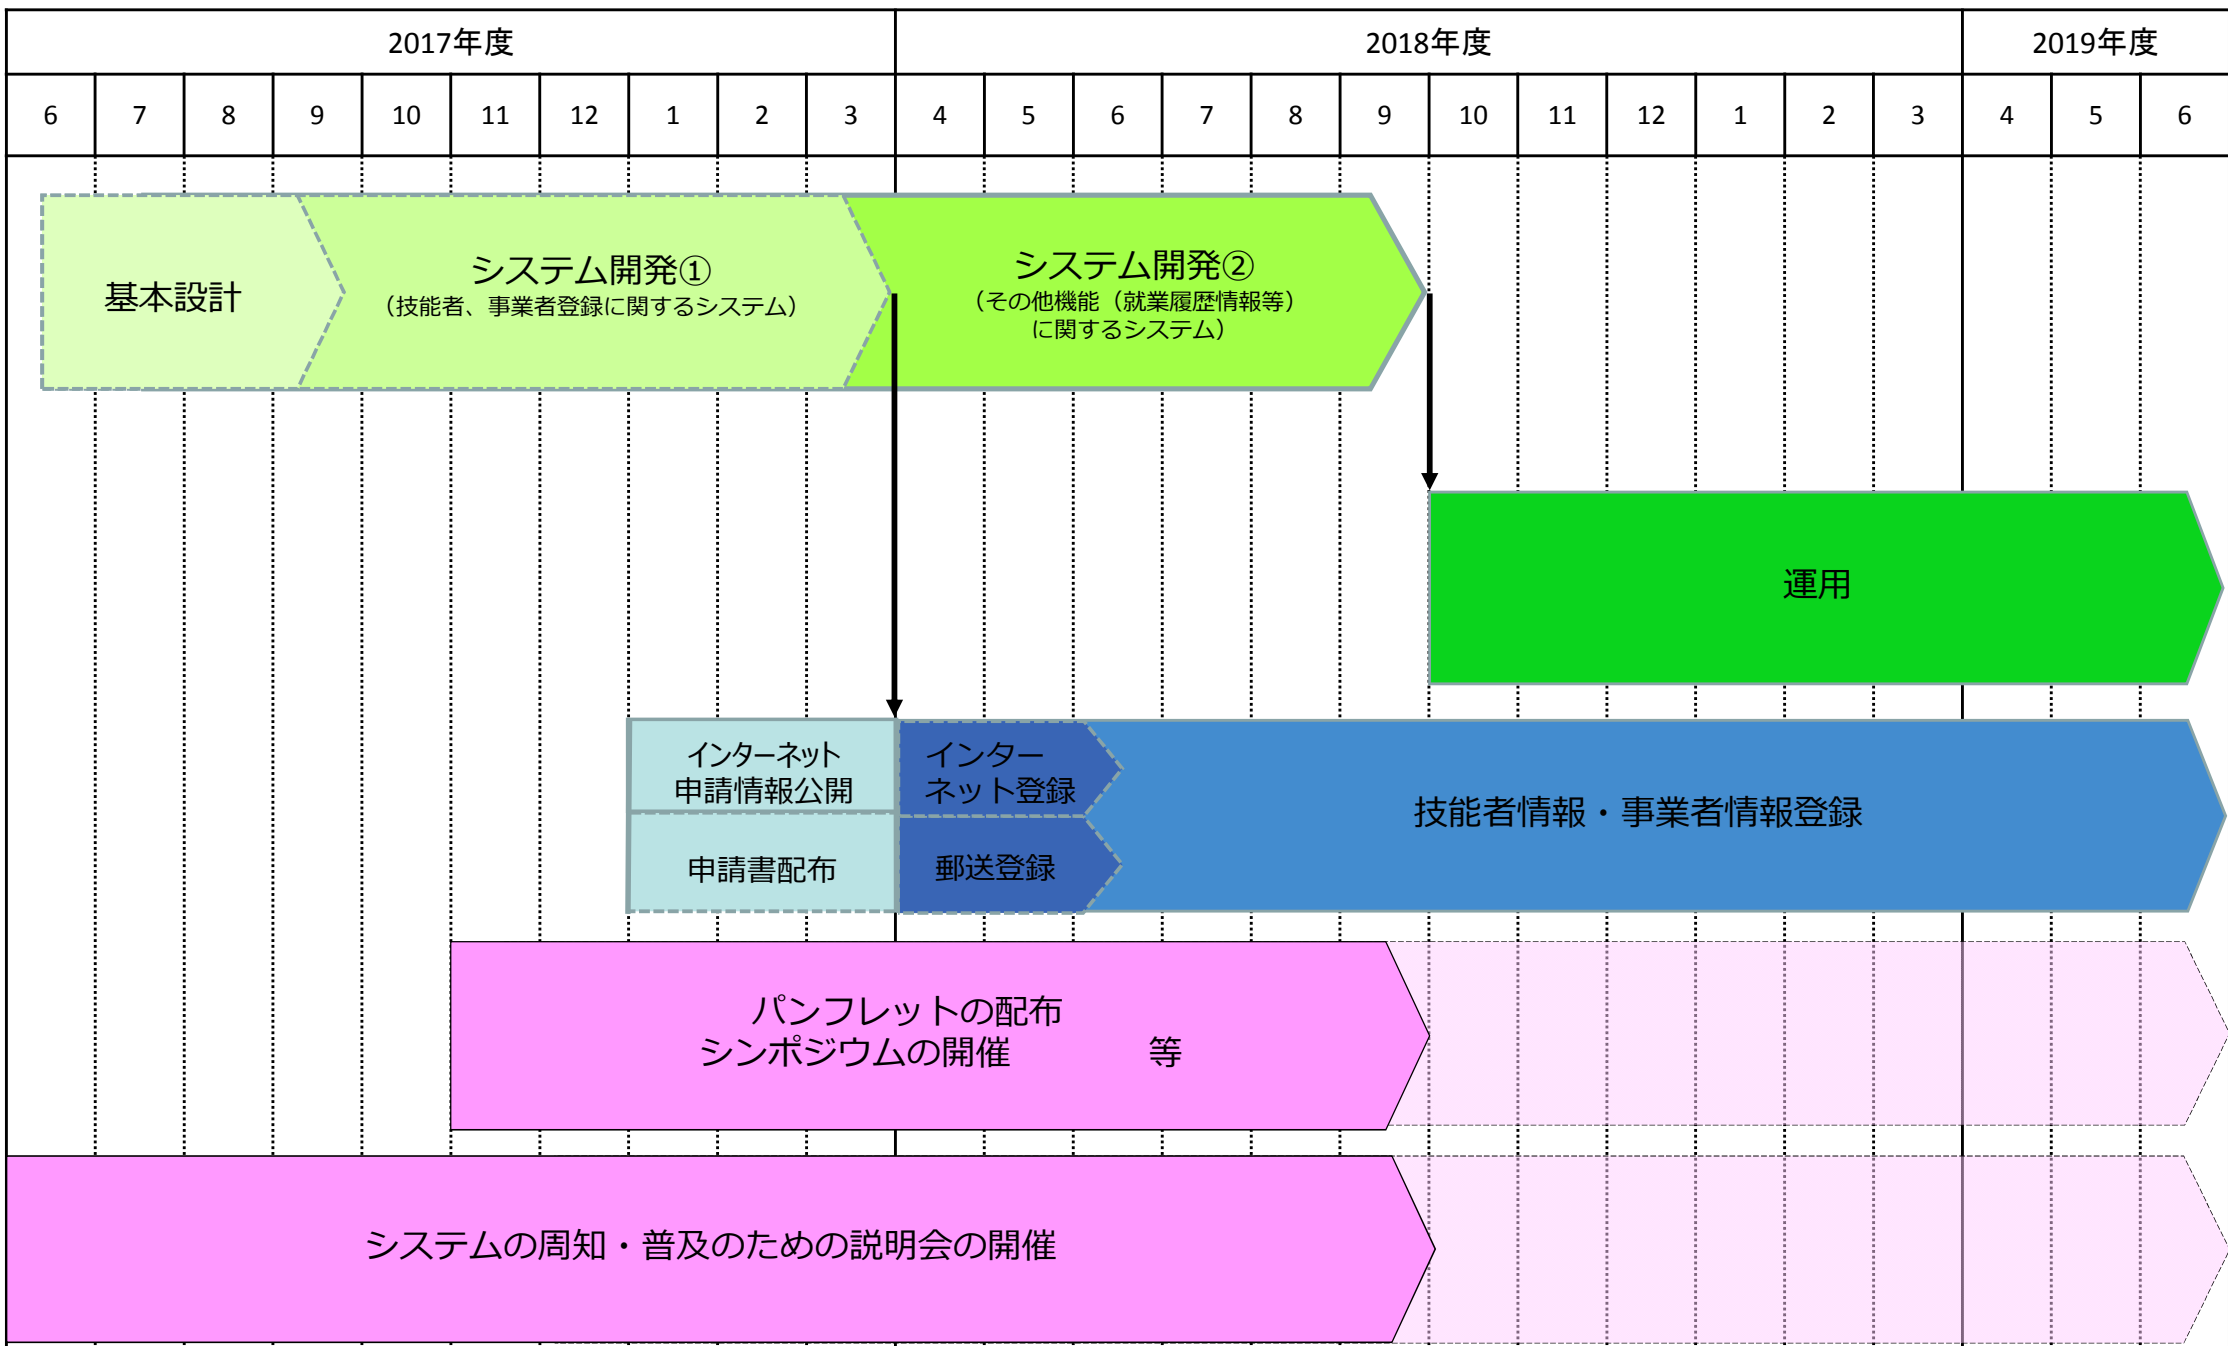 2017年度 2018年度 2019年度
6 7 8 9 10 11 12 1 2 3 4 5 6 7 8 9 10 11 12 1 2 3 4 5 6
基本設計
システム開発①
（技能者、事業者登録に関するシステム）
システム開発②
（その他機能（就業履歴情報等）
に関するシステム）
運用
インターネット
申請情報公開
インター
ネット登録
技能者情報・事業者情報登録
申請書配布
郵送登録
パンフレットの配布
シンポジウムの開催 等
システムの周知・普及のための説明会の開催